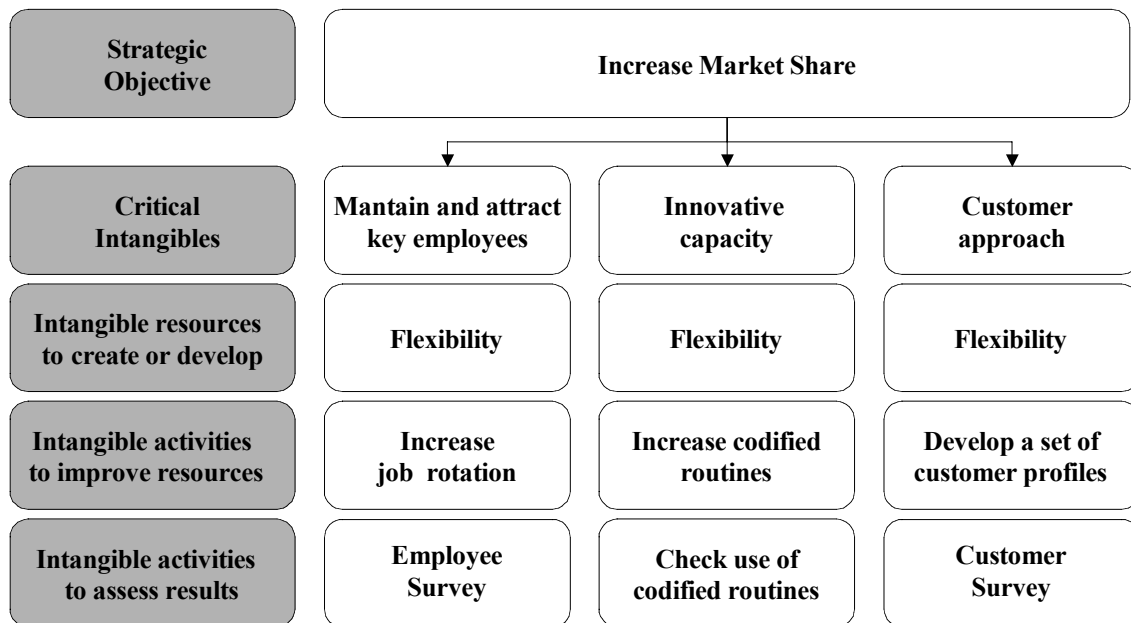 Strategic
Objective
Increase Market Share
Critical
Intangibles
Mantain and attract
key employees
Innovative
capacity
Customer
approach
Intangible resources
to create or develop
Flexibility
Flexibility
Flexibility
Intangible activities
to improve resources
Increase
job rotation
Increase codified
routines
Develop a set of
customer profiles
Intangible activities
to assess results
Employee
Survey
Check use of
codified routines
Customer
Survey